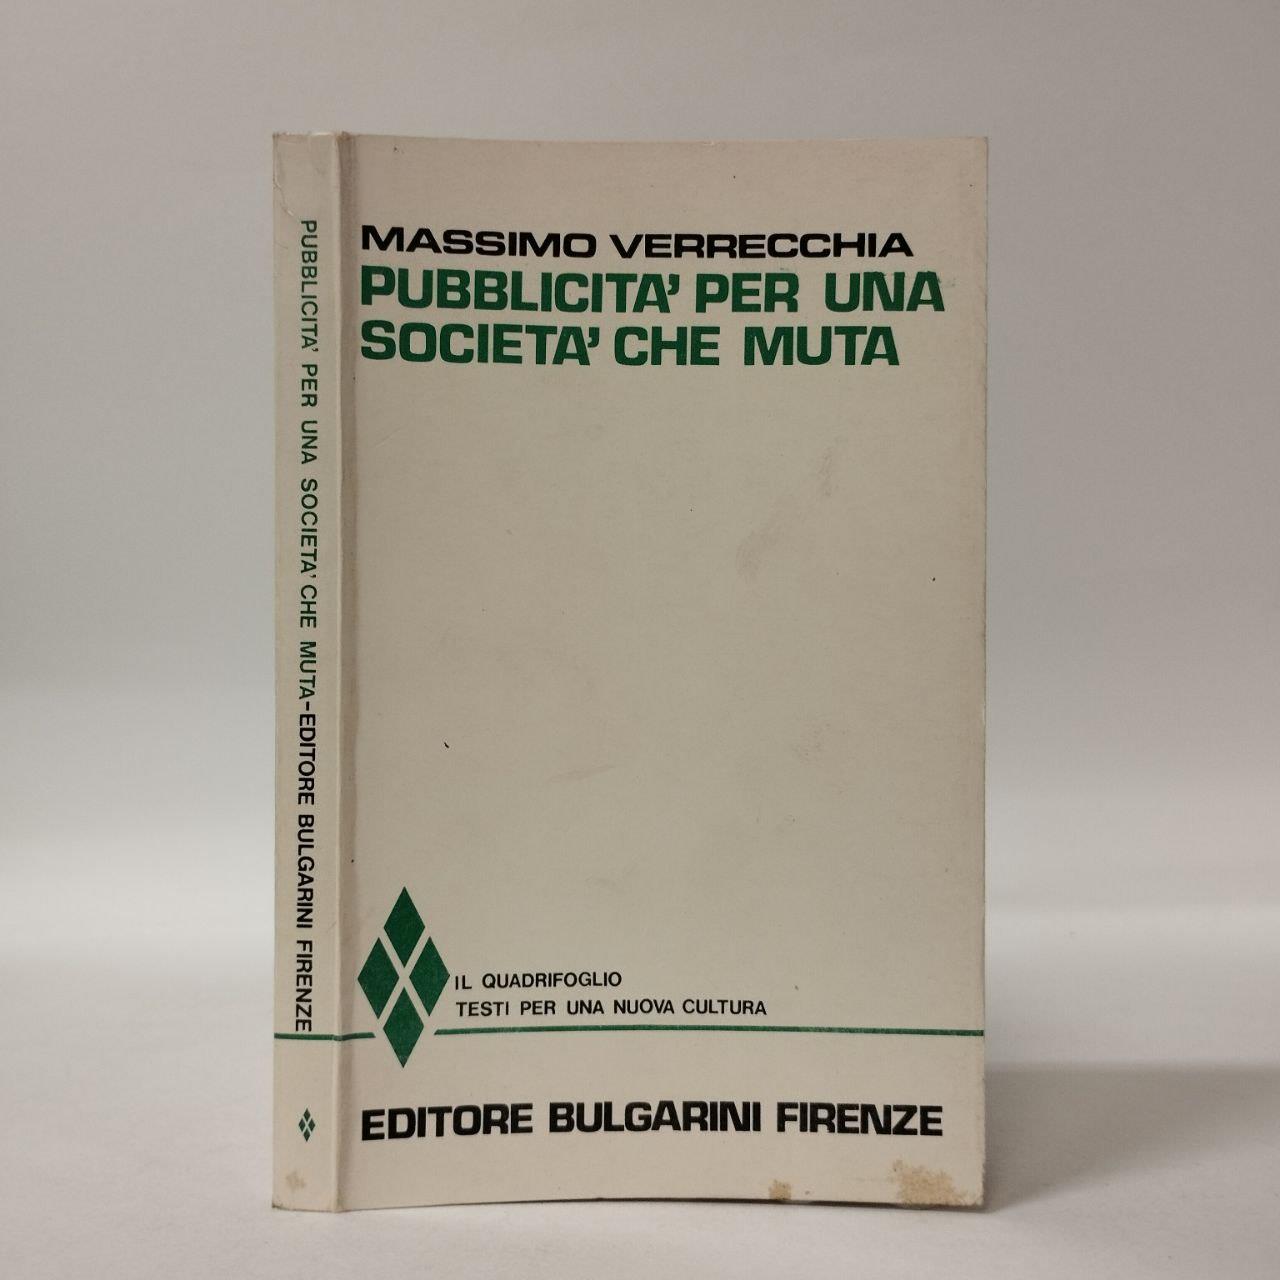 MASSIMO VERRECCHIA
PUBBLICITA' PER UNA
SOCIETA' CHE MUTA
IL QUADRIFOGLIO
TESTI PER UNA NUOVA CULTURA
EDITORE BULGARINI FIRENZE
PUBBLICITA' PER UNA SOCIETA' CHE MUTA-EDITORE BULGARINI FIRENZE